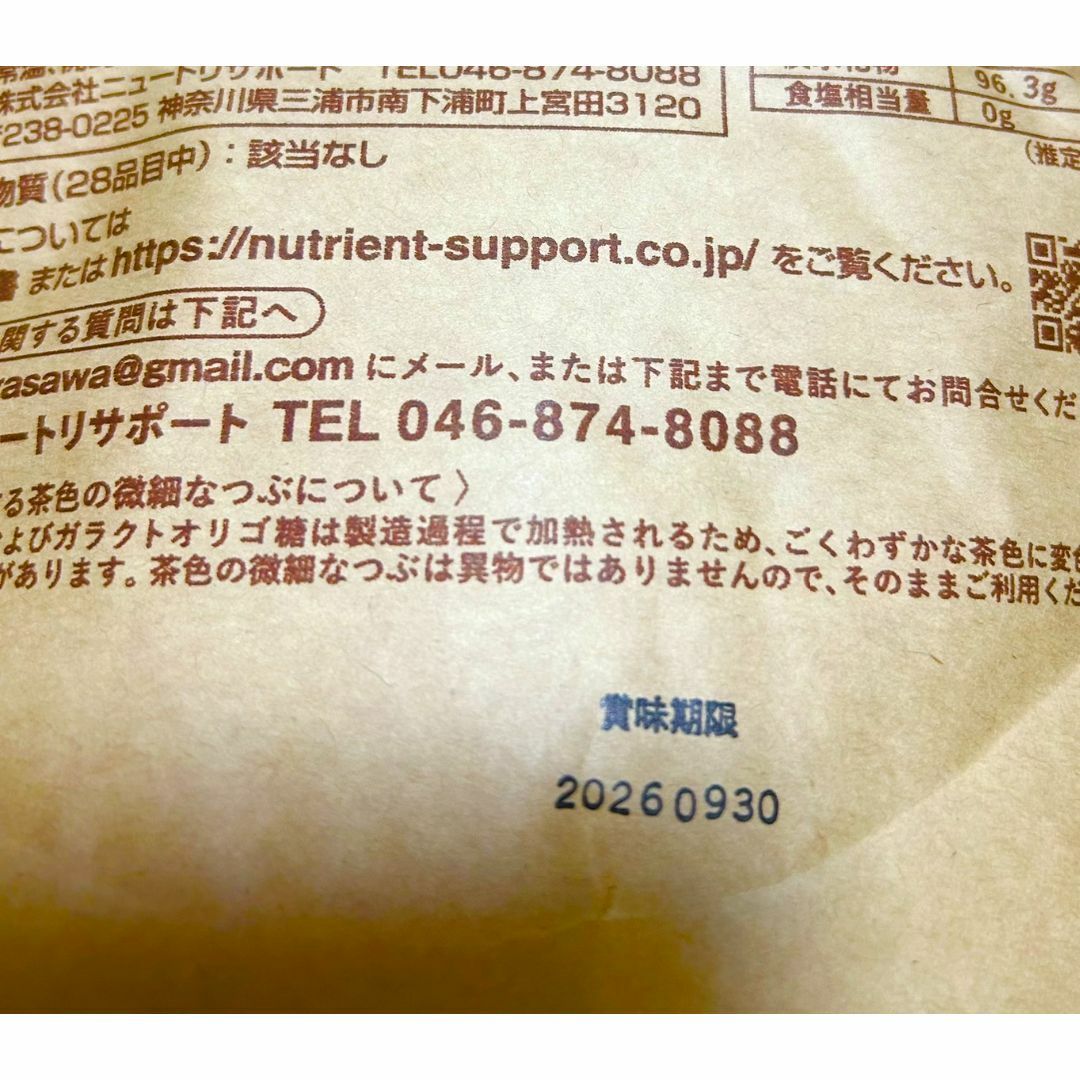 株式会社ニュートリサポート TEL046-874-8088
〒238-0225 神奈川県三浦市南下浦町上宮田3120
96.3g
食塩相当量 0g
(推定
物質(28品目中):該当なし
については
書 または https://nutrient-support.co.jp/ をご覧ください。
関する質問は下記へ
asawa@gmail.com にメール、または下記まで電話にてお問合せくだ
ートリサポート TEL 046-874-8088
る茶色の微細なつぶについて〉
よびガラクトオリゴ糖は製造過程で加熱されるため、ごくわずかな茶色に変色
があります。茶色の微細なつぶは異物ではありませんので、そのままご利用くだ
賞味期限
20260930